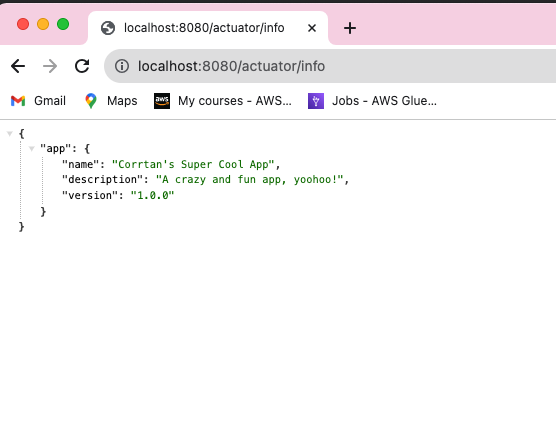 localhost:8080/actuator/info
localhost:8080/actuator/info
Gmail Maps aws My courses - AWS... Jobs - AWS Glue...
{
"app": {
"name": "Corrtan's Super Cool App",
"description": "A crazy and fun app, yoohoo!",
"version": "1.0.0"
}
}